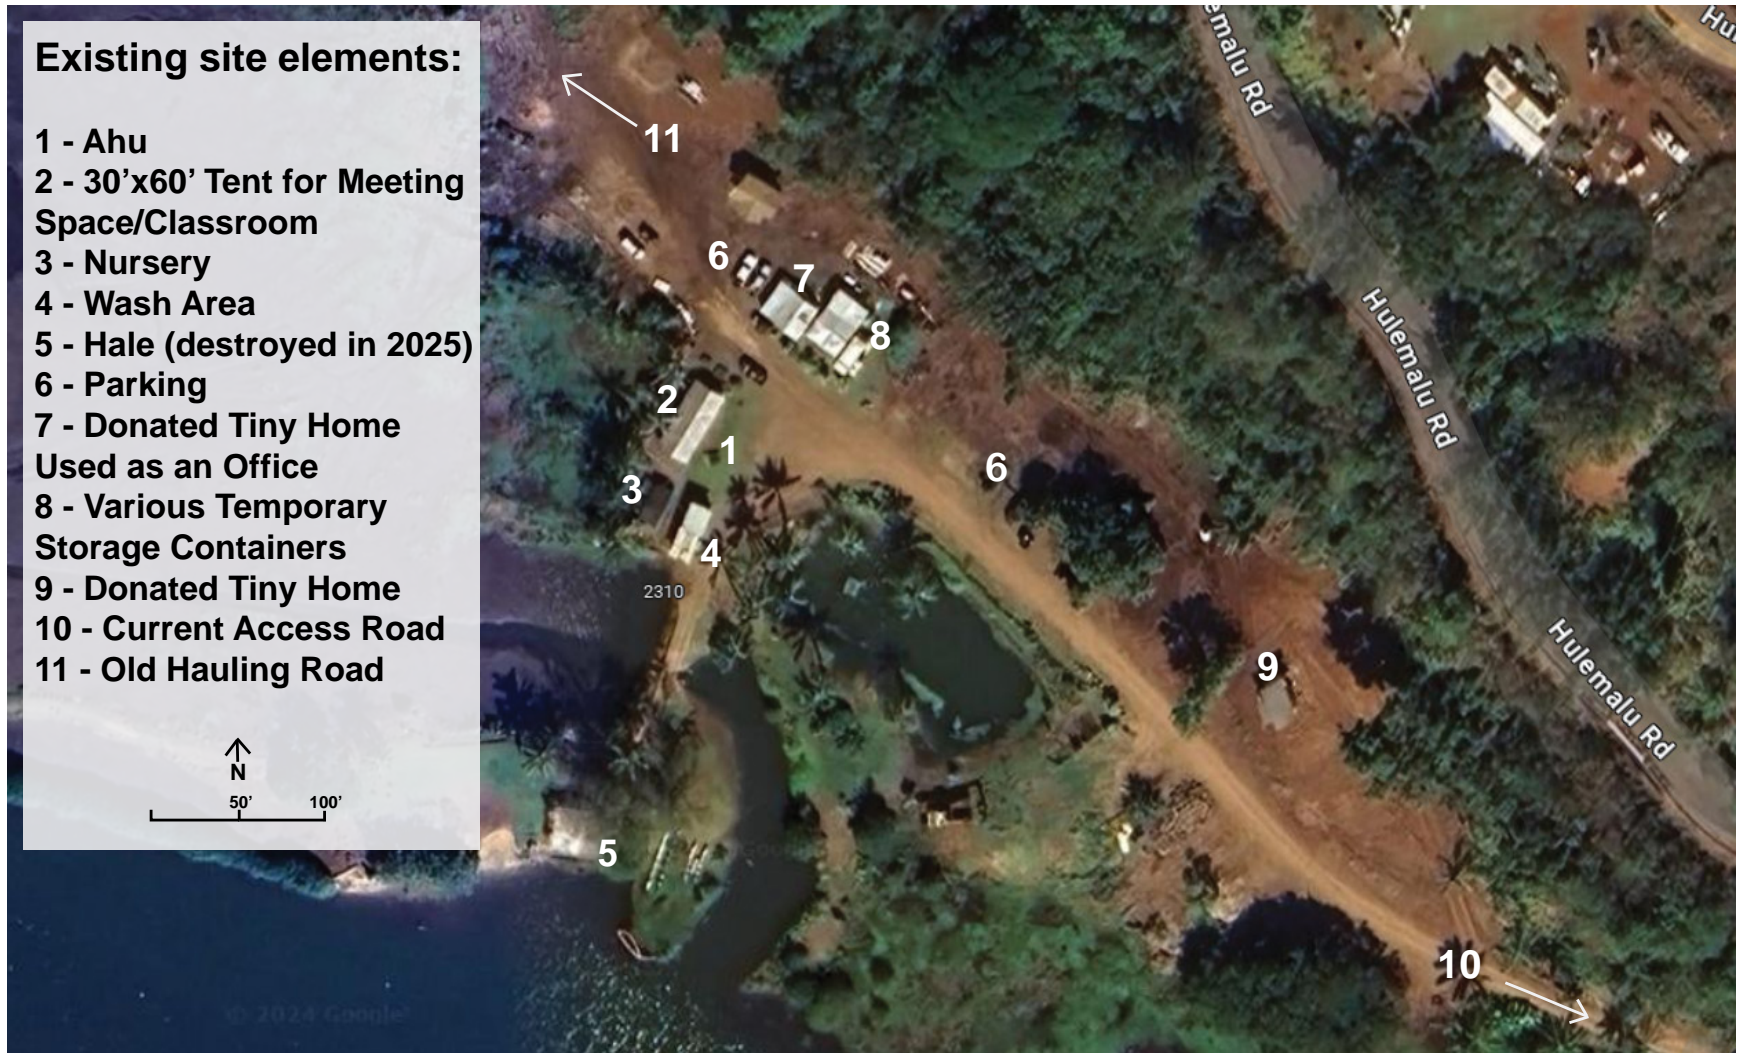 Existing site elements:
1 - Ahu
2 - 30’x60’ Tent for Meeting
Space/Classroom
3 - Nursery
4 - Wash Area
5 - Hale (destroyed in 2025)
6 - Parking
7 - Donated Tiny Home
Used as an Office
8 - Various Temporary
Storage Containers
9 - Donated Tiny Home
10 - Current Access Road
11 - Old Hauling Road
N
50’ 100’
11
6
7
8
2
1
3
4
2310
6
9
5
10
emalu Rd
Hulemalu Rd
Hulemalu Rd
Hu
© 2024 Google